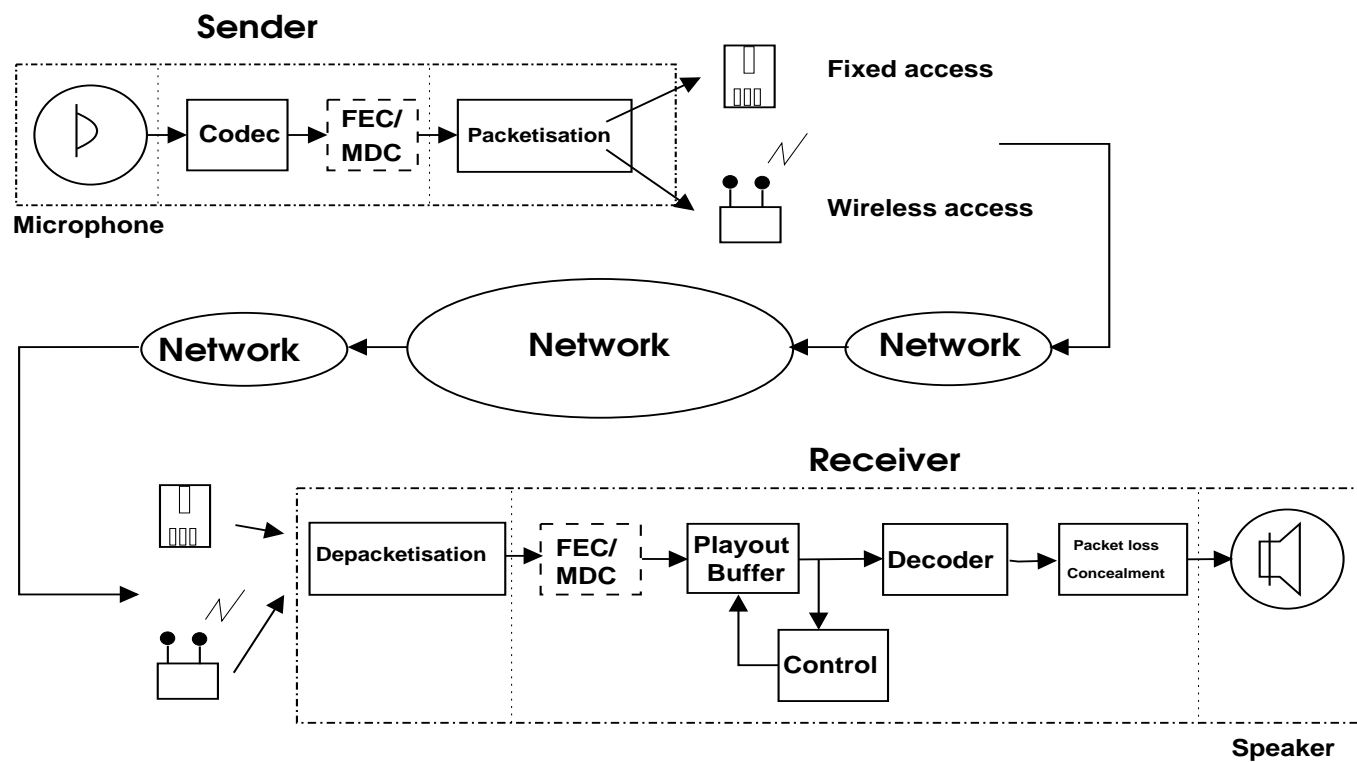 Sender
Fixed access
Codec
FEC/
MDC
Packetisation
Wireless access
Microphone
Network
Network
Network
Receiver
Depacketisation
FEC/
MDC
Playout
Buffer
Decoder
Packet loss
Concealment
Control
Speaker